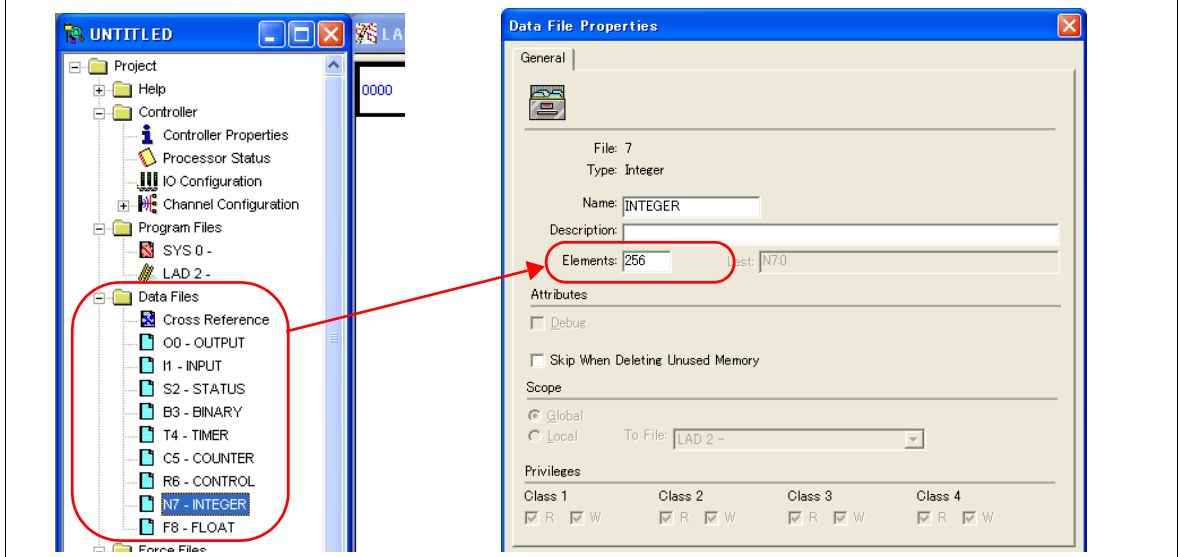 UNTITLED
LA
Project
Help
0000
Controller
Controller Properties
Processor Status
IO Configuration
Channel Configuration
Program Files
SYS 0 -
LAD 2 -
Data Files
Cross Reference
O0 - OUTPUT
I1 - INPUT
S2 - STATUS
B3 - BINARY
T4 - TIMER
C5 - COUNTER
R6 - CONTROL
N7 - INTEGER
F8 - FLOAT
Force Files
Data File Properties
General
File: 7
Type: Integer
Name: INTEGER
Description:
Elements: 256 Last: N7:0
Attributes
Debug
Skip When Deleting Unused Memory
Scope
Global
Local To File: LAD 2 -
Privileges
Class 1 Class 2 Class 3 Class 4
R W R W R W R W